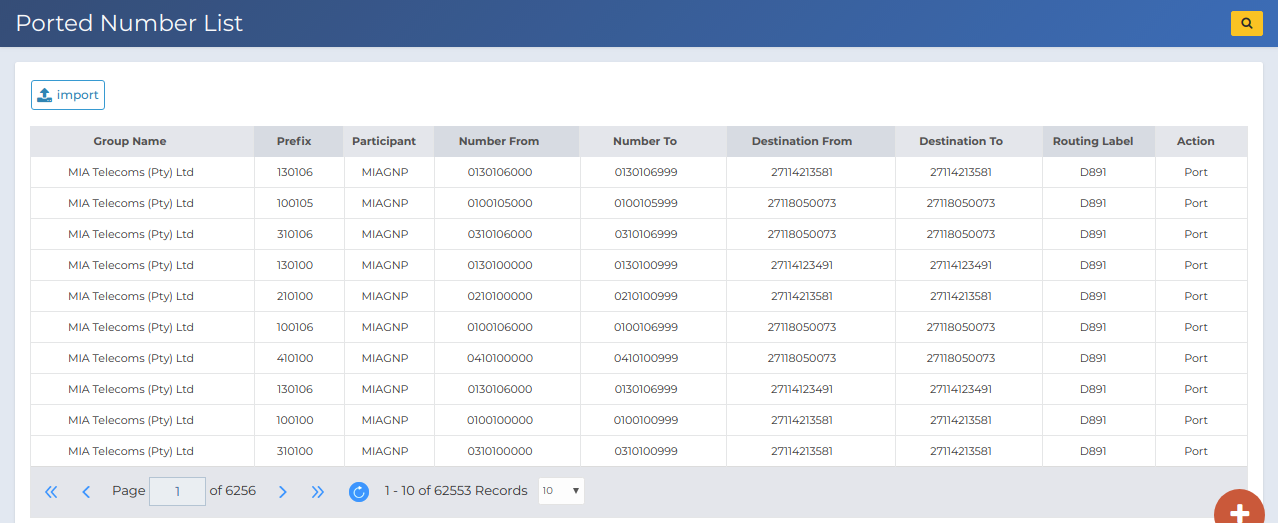 Ported Number List
import
Group Name Prefix Participant Number From Number To Destination From Destination To Routing Label Action
MIA Telecoms (Pty) Ltd 130106 MIAGNP 0130106000 0130106999 27114213581 27114213581 D891 Port
MIA Telecoms (Pty) Ltd 100105 MIAGNP 0100105000 0100105999 27118050073 27118050073 D891 Port
MIA Telecoms (Pty) Ltd 310106 MIAGNP 0310106000 0310106999 27118050073 27118050073 D891 Port
MIA Telecoms (Pty) Ltd 130100 MIAGNP 0130100000 0130100999 27114123491 27114123491 D891 Port
MIA Telecoms (Pty) Ltd 210100 MIAGNP 0210100000 0210100999 27114213581 27114213581 D891 Port
MIA Telecoms (Pty) Ltd 100106 MIAGNP 0100106000 0100106999 27118050073 27118050073 D891 Port
MIA Telecoms (Pty) Ltd 410100 MIAGNP 0410100000 0410100999 27118050073 27118050073 D891 Port
MIA Telecoms (Pty) Ltd 130106 MIAGNP 0130106000 0130106999 27114123491 27114123491 D891 Port
MIA Telecoms (Pty) Ltd 100100 MIAGNP 0100100000 0100100999 27114213581 27114213581 D891 Port
MIA Telecoms (Pty) Ltd 310100 MIAGNP 0310100000 0310100999 27114213581 27114213581 D891 Port
Page 1 of 6256 1 - 10 of 62553 Records 10